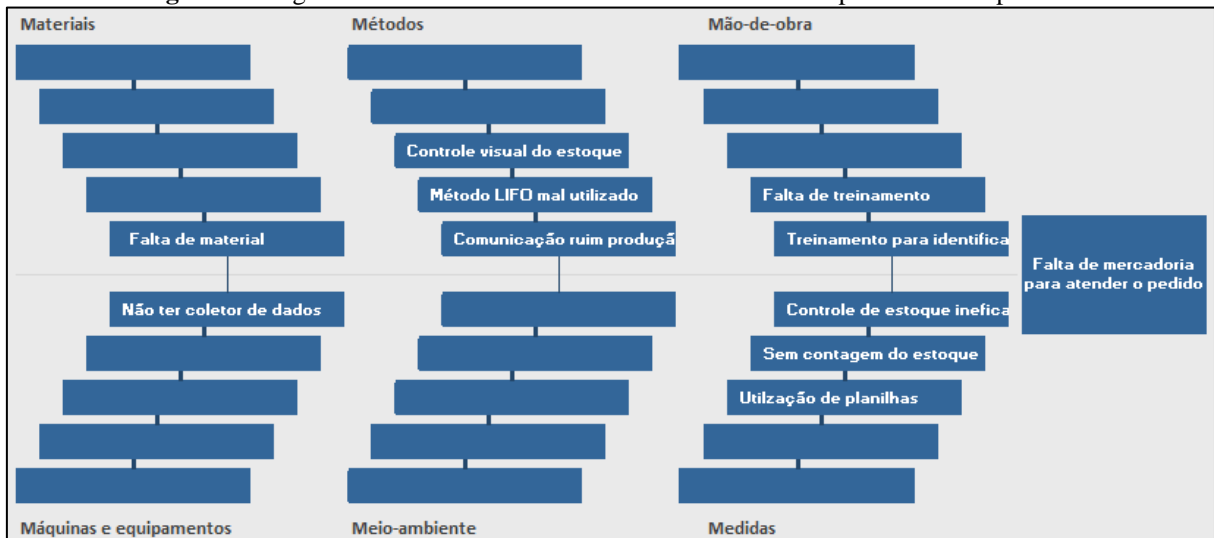 Materiais
Métodos
Mão-de-obra
Controle visual do estoque
Método LIFO mal utilizado
Falta de treinamento
Falta de material
Comunicação ruim produçã
Treinamento para identifica
Falta de mercadoria
para atender o pedido
Não ter coletor de dados
Controle de estoque inefica
Sem contagem do estoque
Utilzação de planilhas
Máquinas e equipamentos
Meio-ambiente
Medidas